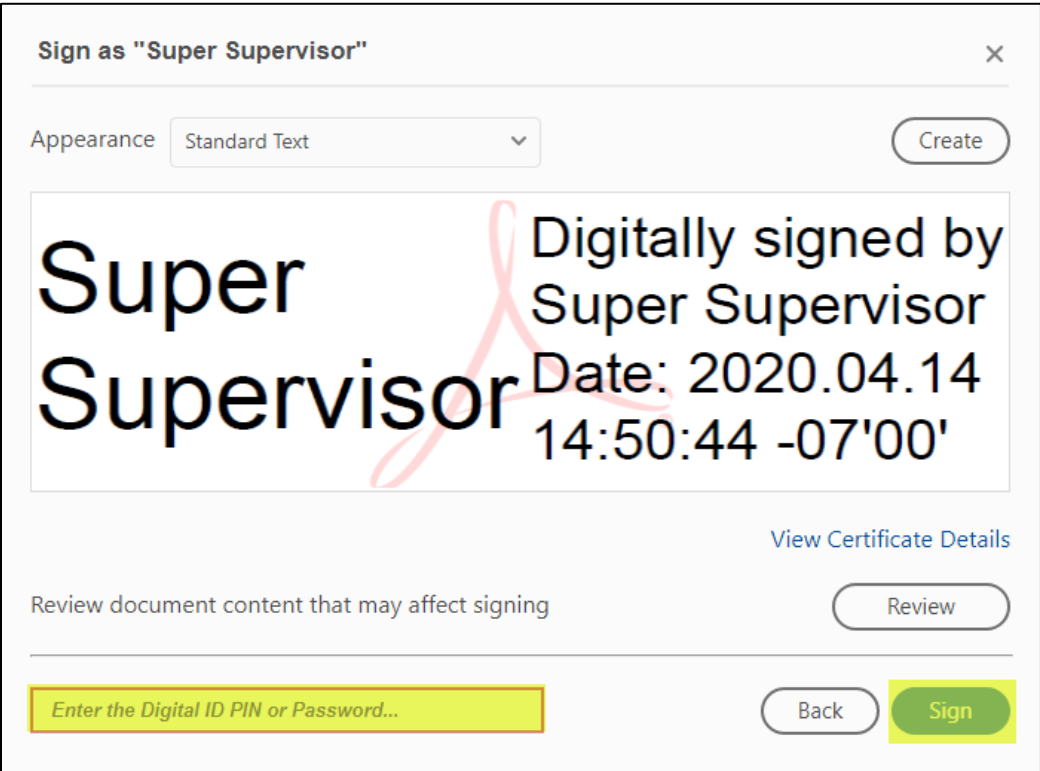 Sign as "Super Supervisor"
Appearance Standard Text Create
Super
Supervisor
Digitally signed by
Super Supervisor
Date: 2020.04.14
14:50:44 -07'00'
View Certificate Details
Review document content that may affect signing Review
Enter the Digital ID PIN or Password... Back Sign